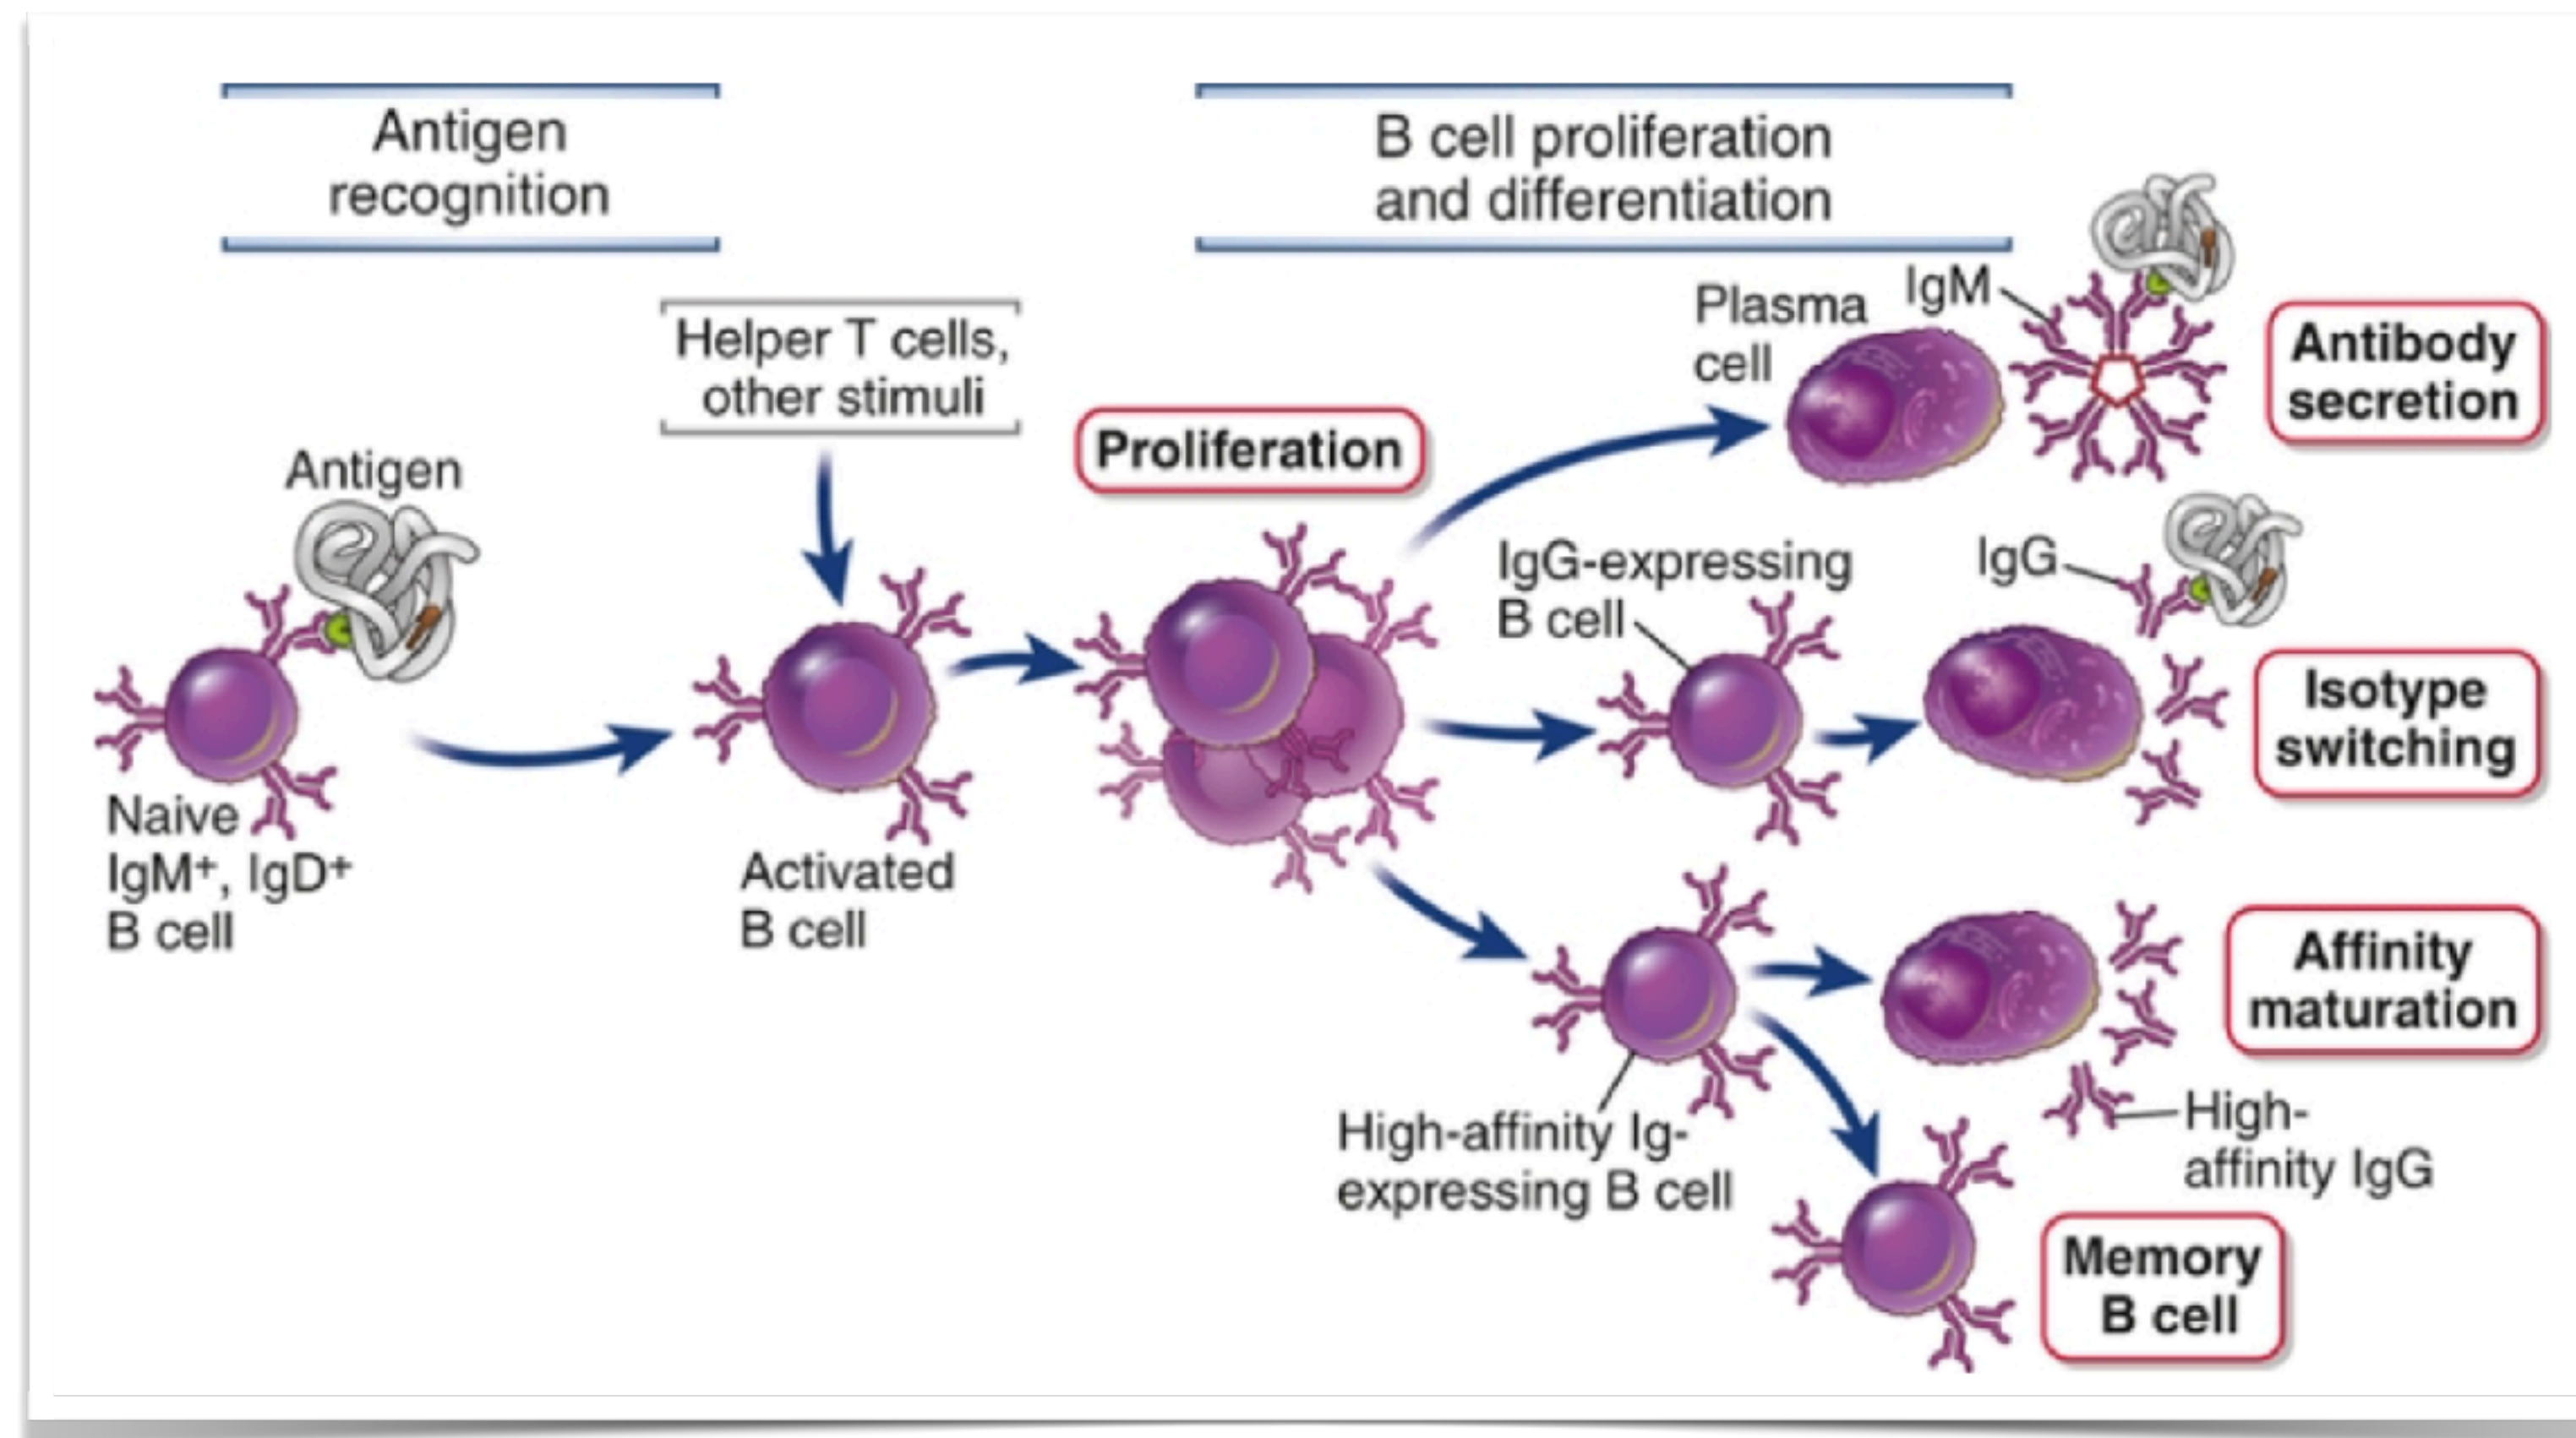 Antigen
recognition
B cell proliferation
and differentiation
Helper T cells,
other stimuli
Antigen
Naive
IgM⁺, IgD⁺
B cell
Activated
B cell
Proliferation
Plasma
cell
IgM
Antibody
secretion
IgG-expressing
B cell
IgG
Isotype
switching
High-affinity Ig-
expressing B cell
Affinity
maturation
High-
affinity IgG
Memory
B cell